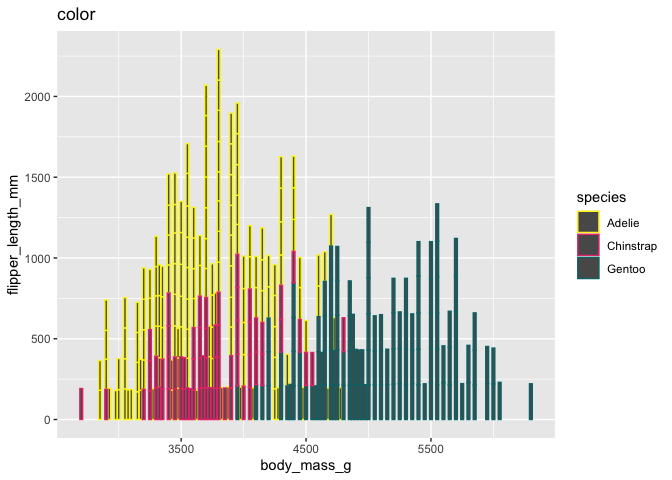 color
flipper_length_mm
2000
1500
1000
500
0
3500
4500
5500
body_mass_g
species
Adelie
Chinstrap
Gentoo